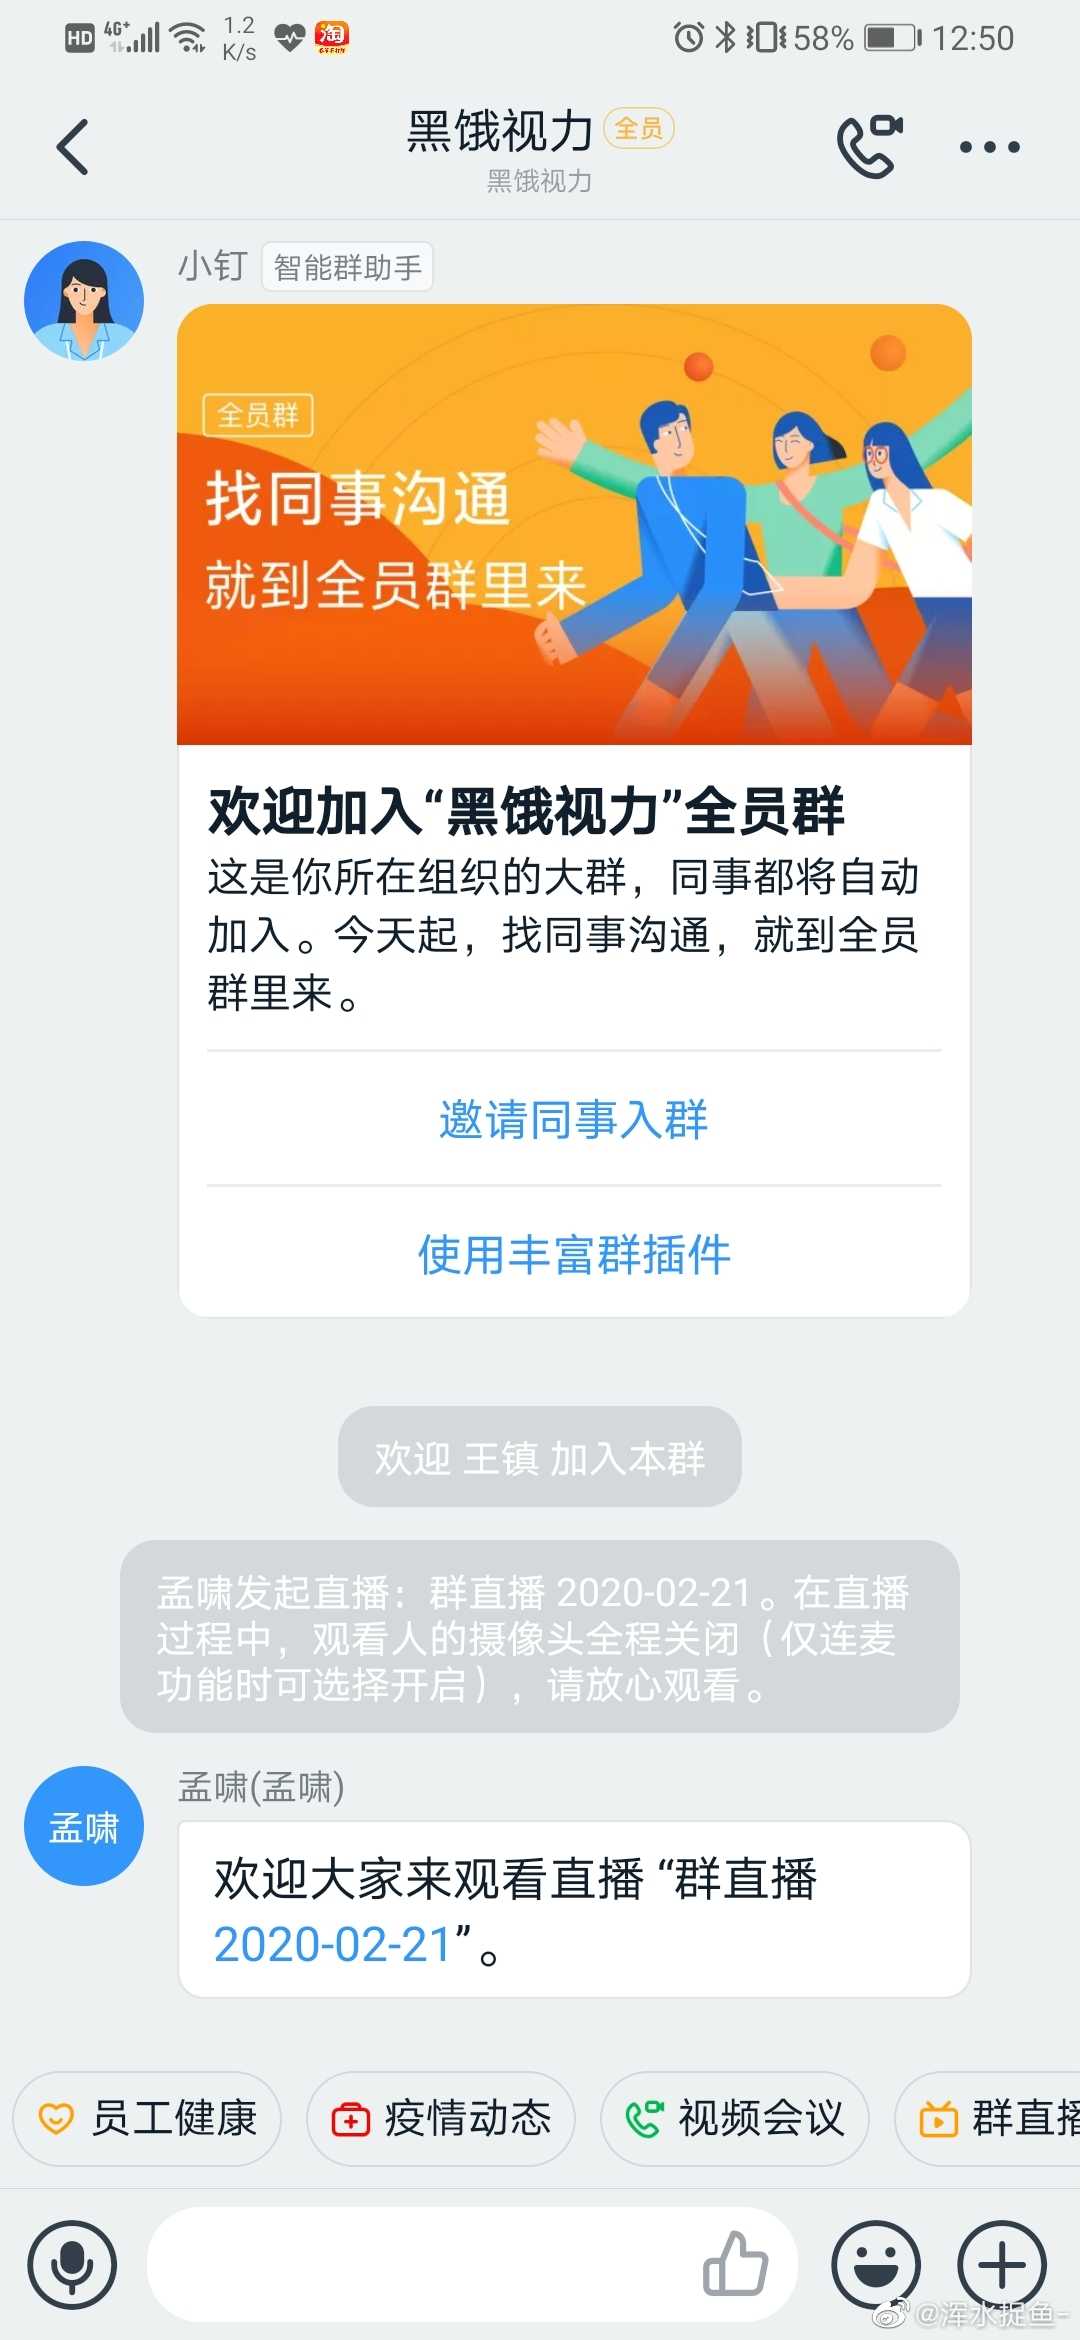 HD 4G+ 1.2 K/s 淘 58% 12:50
黑饿视力 全员
黑饿视力
小钉 智能群助手
全员群
找同事沟通
就到全员群里来
欢迎加入“黑饿视力”全员群
这是你所在组织的大群，同事都将自动
加入。今天起，找同事沟通，就到全员
群里来。
邀请同事入群
使用丰富群插件
欢迎 王镇 加入本群
孟啸发起直播：群直播 2020-02-21。在直播
过程中，观看人的摄像头全程关闭（仅连麦
功能时可选择开启），请放心观看。
孟啸(孟啸)
孟啸
欢迎大家来观看直播 “群直播
2020-02-21”。
员工健康 疫情动态 视频会议 群直播
@浑水捉鱼-